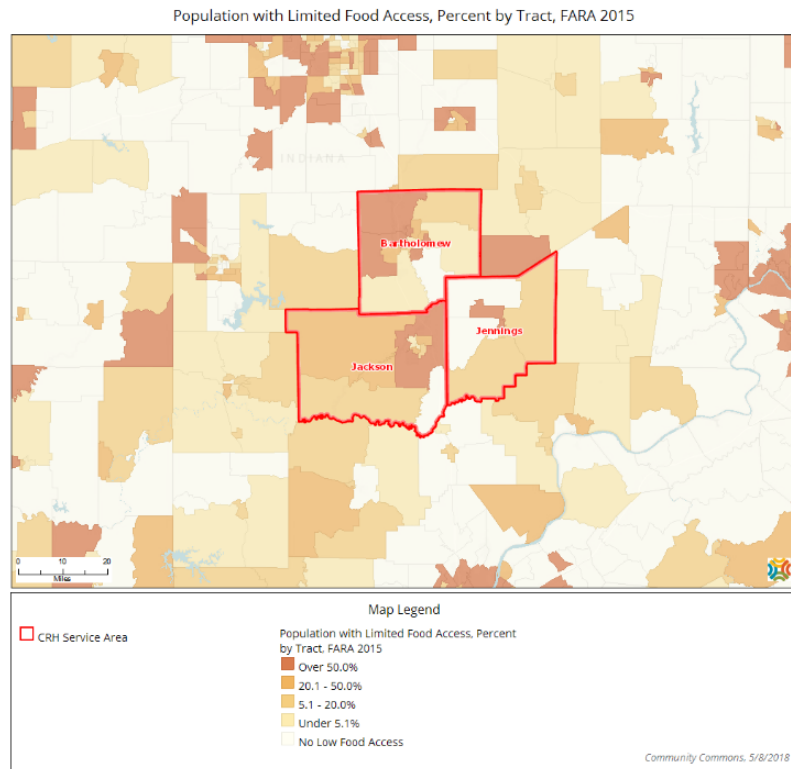 Population with Limited Food Access, Percent by Tract, FARA 2015
INDIANA
Bartholomew
Jennings
Jackson
0 10 20
Miles
Map Legend
CRH Service Area
Population with Limited Food Access, Percent
by Tract, FARA 2015
Over 50.0%
20.1 - 50.0%
5.1 - 20.0%
Under 5.1%
No Low Food Access
Community Commons, 5/8/2018